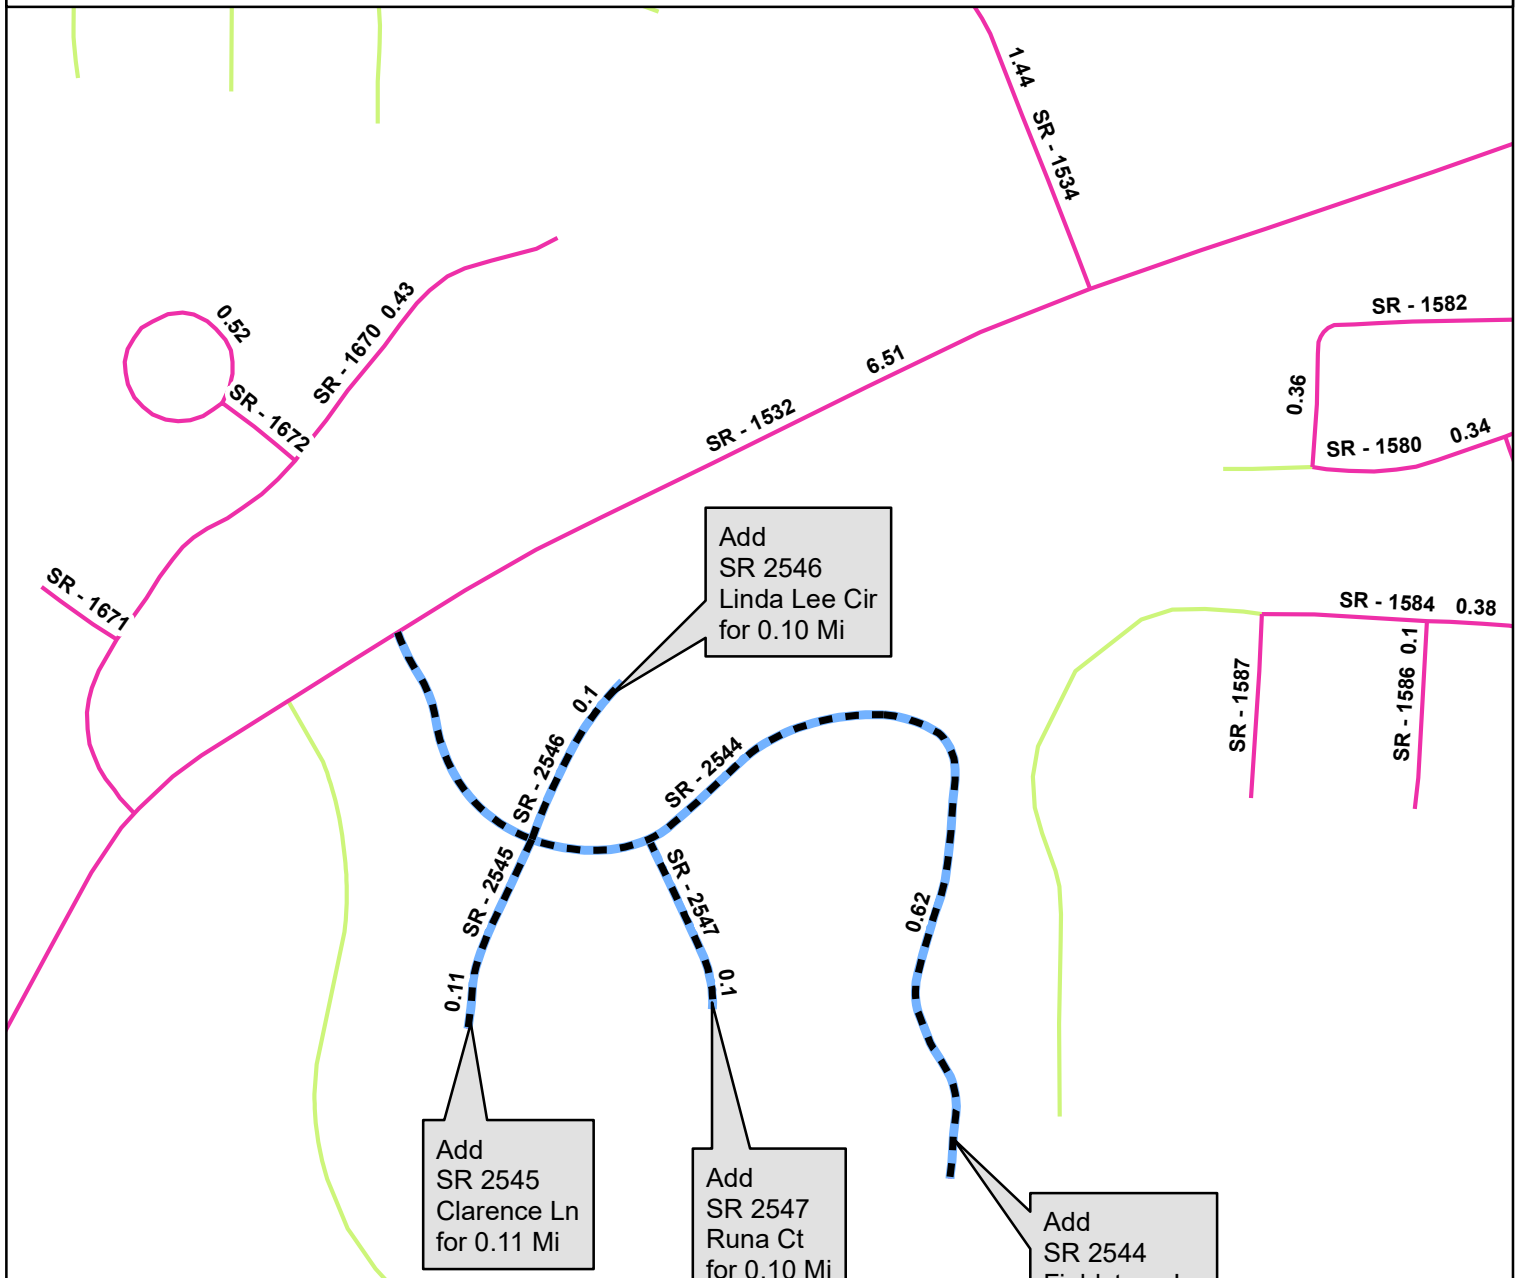 1.44
SR - 1534
0.52
SR - 1670 0.43
SR - 1672
SR - 1582
6.51
0.36
SR - 1532
SR - 1580 0.34
Add
SR 2546
Linda Lee Cir
for 0.10 Mi
SR - 1671
SR - 1584 0.38
0.1
SR - 1587
SR - 1586
0.1
SR - 2546
SR - 2544
SR - 2545
SR - 2547
0.62
0.11
0.1
Add
SR 2545
Clarence Ln
for 0.11 Mi
Add
SR 2547
Runa Ct
for 0.10 Mi
Add
SR 2544